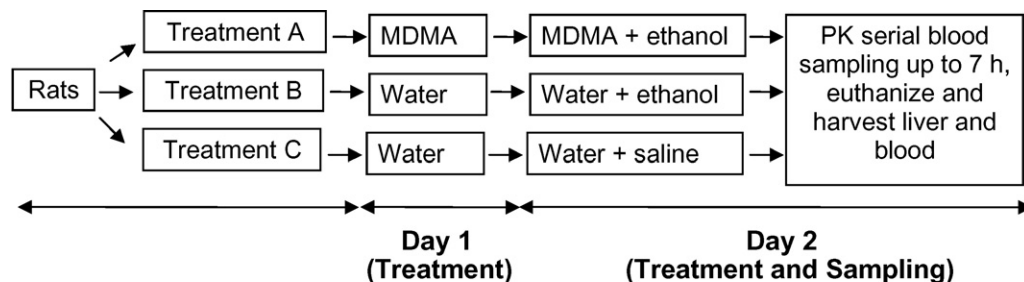 Rats
Treatment A
MDMA
MDMA + ethanol
Treatment B
Water
Water + ethanol
Treatment C
Water
Water + saline
PK serial blood
sampling up to 7 h,
euthanize and
harvest liver and
blood
Day 1
(Treatment)
Day 2
(Treatment and Sampling)